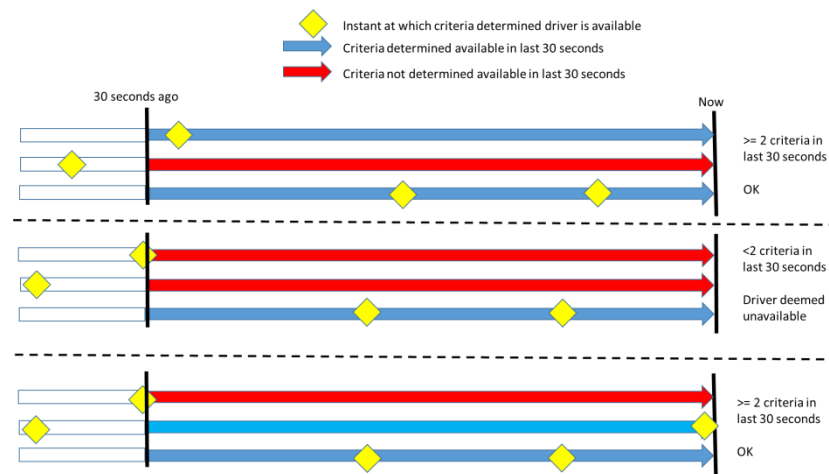 Instant at which criteria determined driver is available
Criteria determined available in last 30 seconds
Criteria not determined available in last 30 seconds
30 seconds ago
Now
>= 2 criteria in
last 30 seconds
OK
<2 criteria in
last 30 seconds
Driver deemed
unavailable
>= 2 criteria in
last 30 seconds
OK